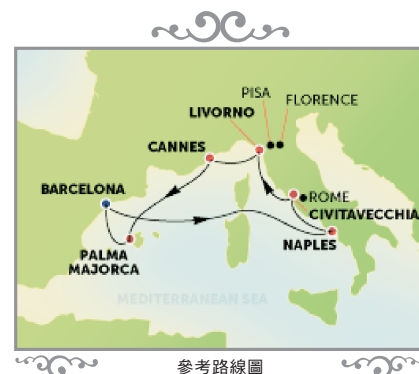 PISA
FLORENCE
LIVORNO
CANNES
BARCELONA
ROME
CIVITAVECCHIA
NAPLES
PALMA
MAJORCA
MEDITERRANEAN SEA
參考路線圖